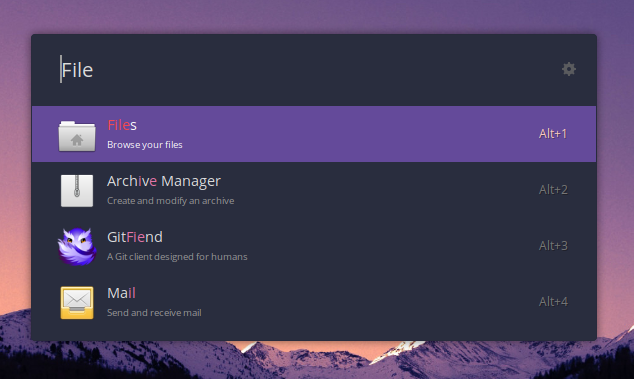 File
Files
Browse your files
Alt+1
Archive Manager
Create and modify an archive
Alt+2
GitFiend
A Git client designed for humans
Alt+3
Mail
Send and receive mail
Alt+4